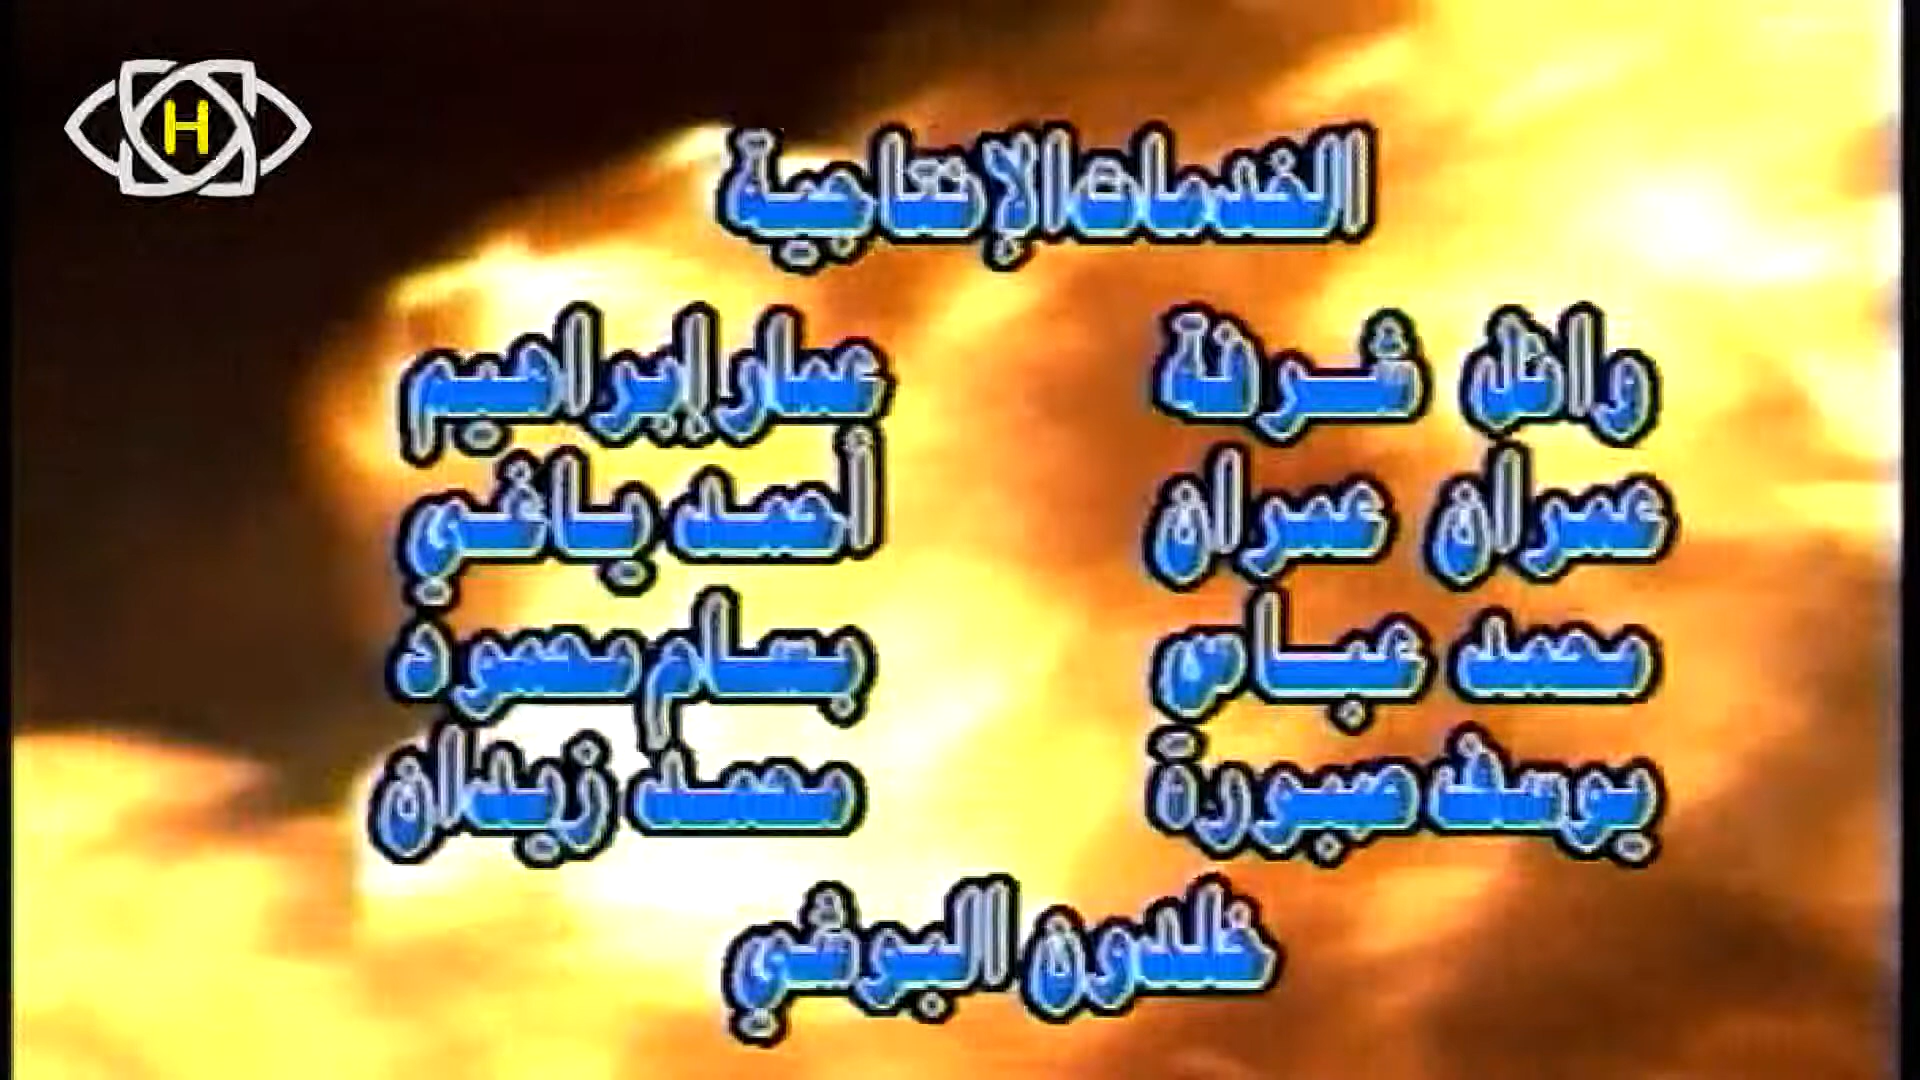 H
الخدمات الإنتاجية
وائل شرفة عمار إبراهيم
عمران عمران أحمد ياغي
محمد عباس بسام محمود
يوسف صبورة محمد زيدان
خلدون البوشي